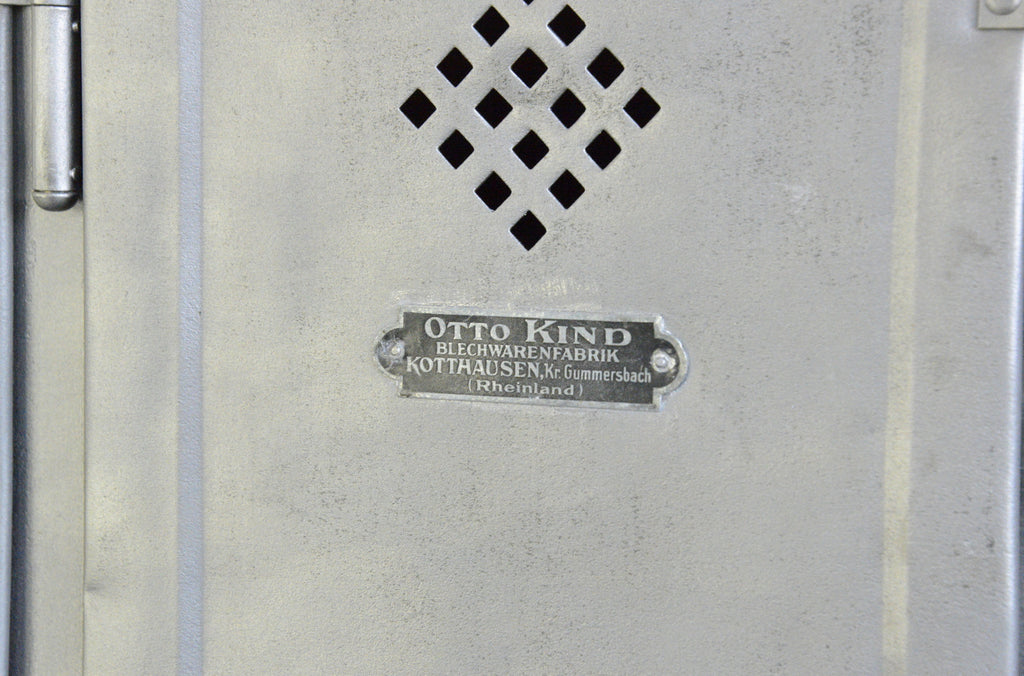 OTTO KIND
BLECHWARENFABRIK
KOTTHAUSEN, Kr. Gummersbach
(Rheinland)